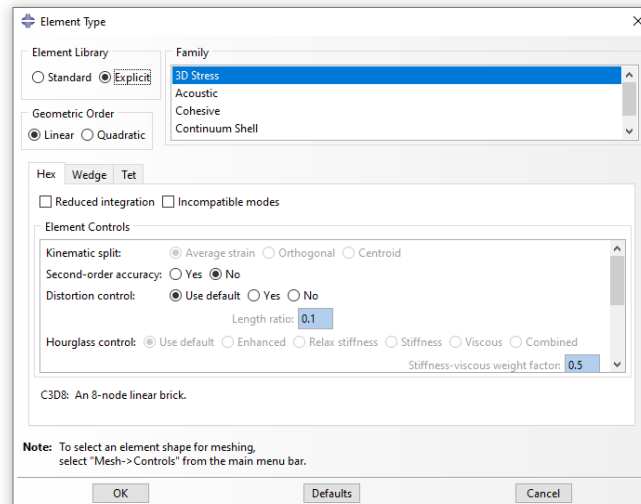 Element Type
Element Library
Standard Explicit
Family
3D Stress
Acoustic
Cohesive
Continuum Shell
Geometric Order
Linear Quadratic
Hex Wedge Tet
Reduced integration Incompatible modes
Element Controls
Kinematic split: Average strain Orthogonal Centroid
Second-order accuracy: Yes No
Distortion control: Use default Yes No
Length ratio: 0.1
Hourglass control: Use default Enhanced Relax stiffness Stiffness Viscous Combined
Stiffness-viscous weight factor: 0.5
C3D8: An 8-node linear brick.
Note: To select an element shape for meshing,
select "Mesh->Controls" from the main menu bar.
OK Defaults Cancel